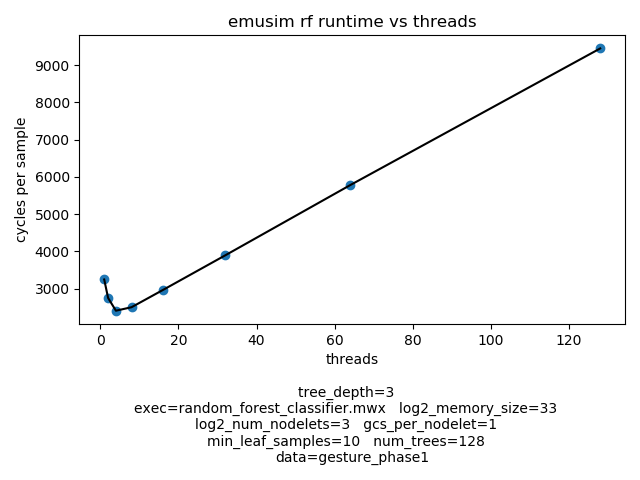 emusim rf runtime vs threads
9000
8000
7000
6000
5000
4000
3000
cycles per sample
0 20 40 60 80 100 120
threads
tree_depth=3
exec=random_forest_classifier.mwx log2_memory_size=33
log2_num_nodelets=3 gcs_per_nodelet=1
min_leaf_samples=10 num_trees=128
data=gesture_phase1